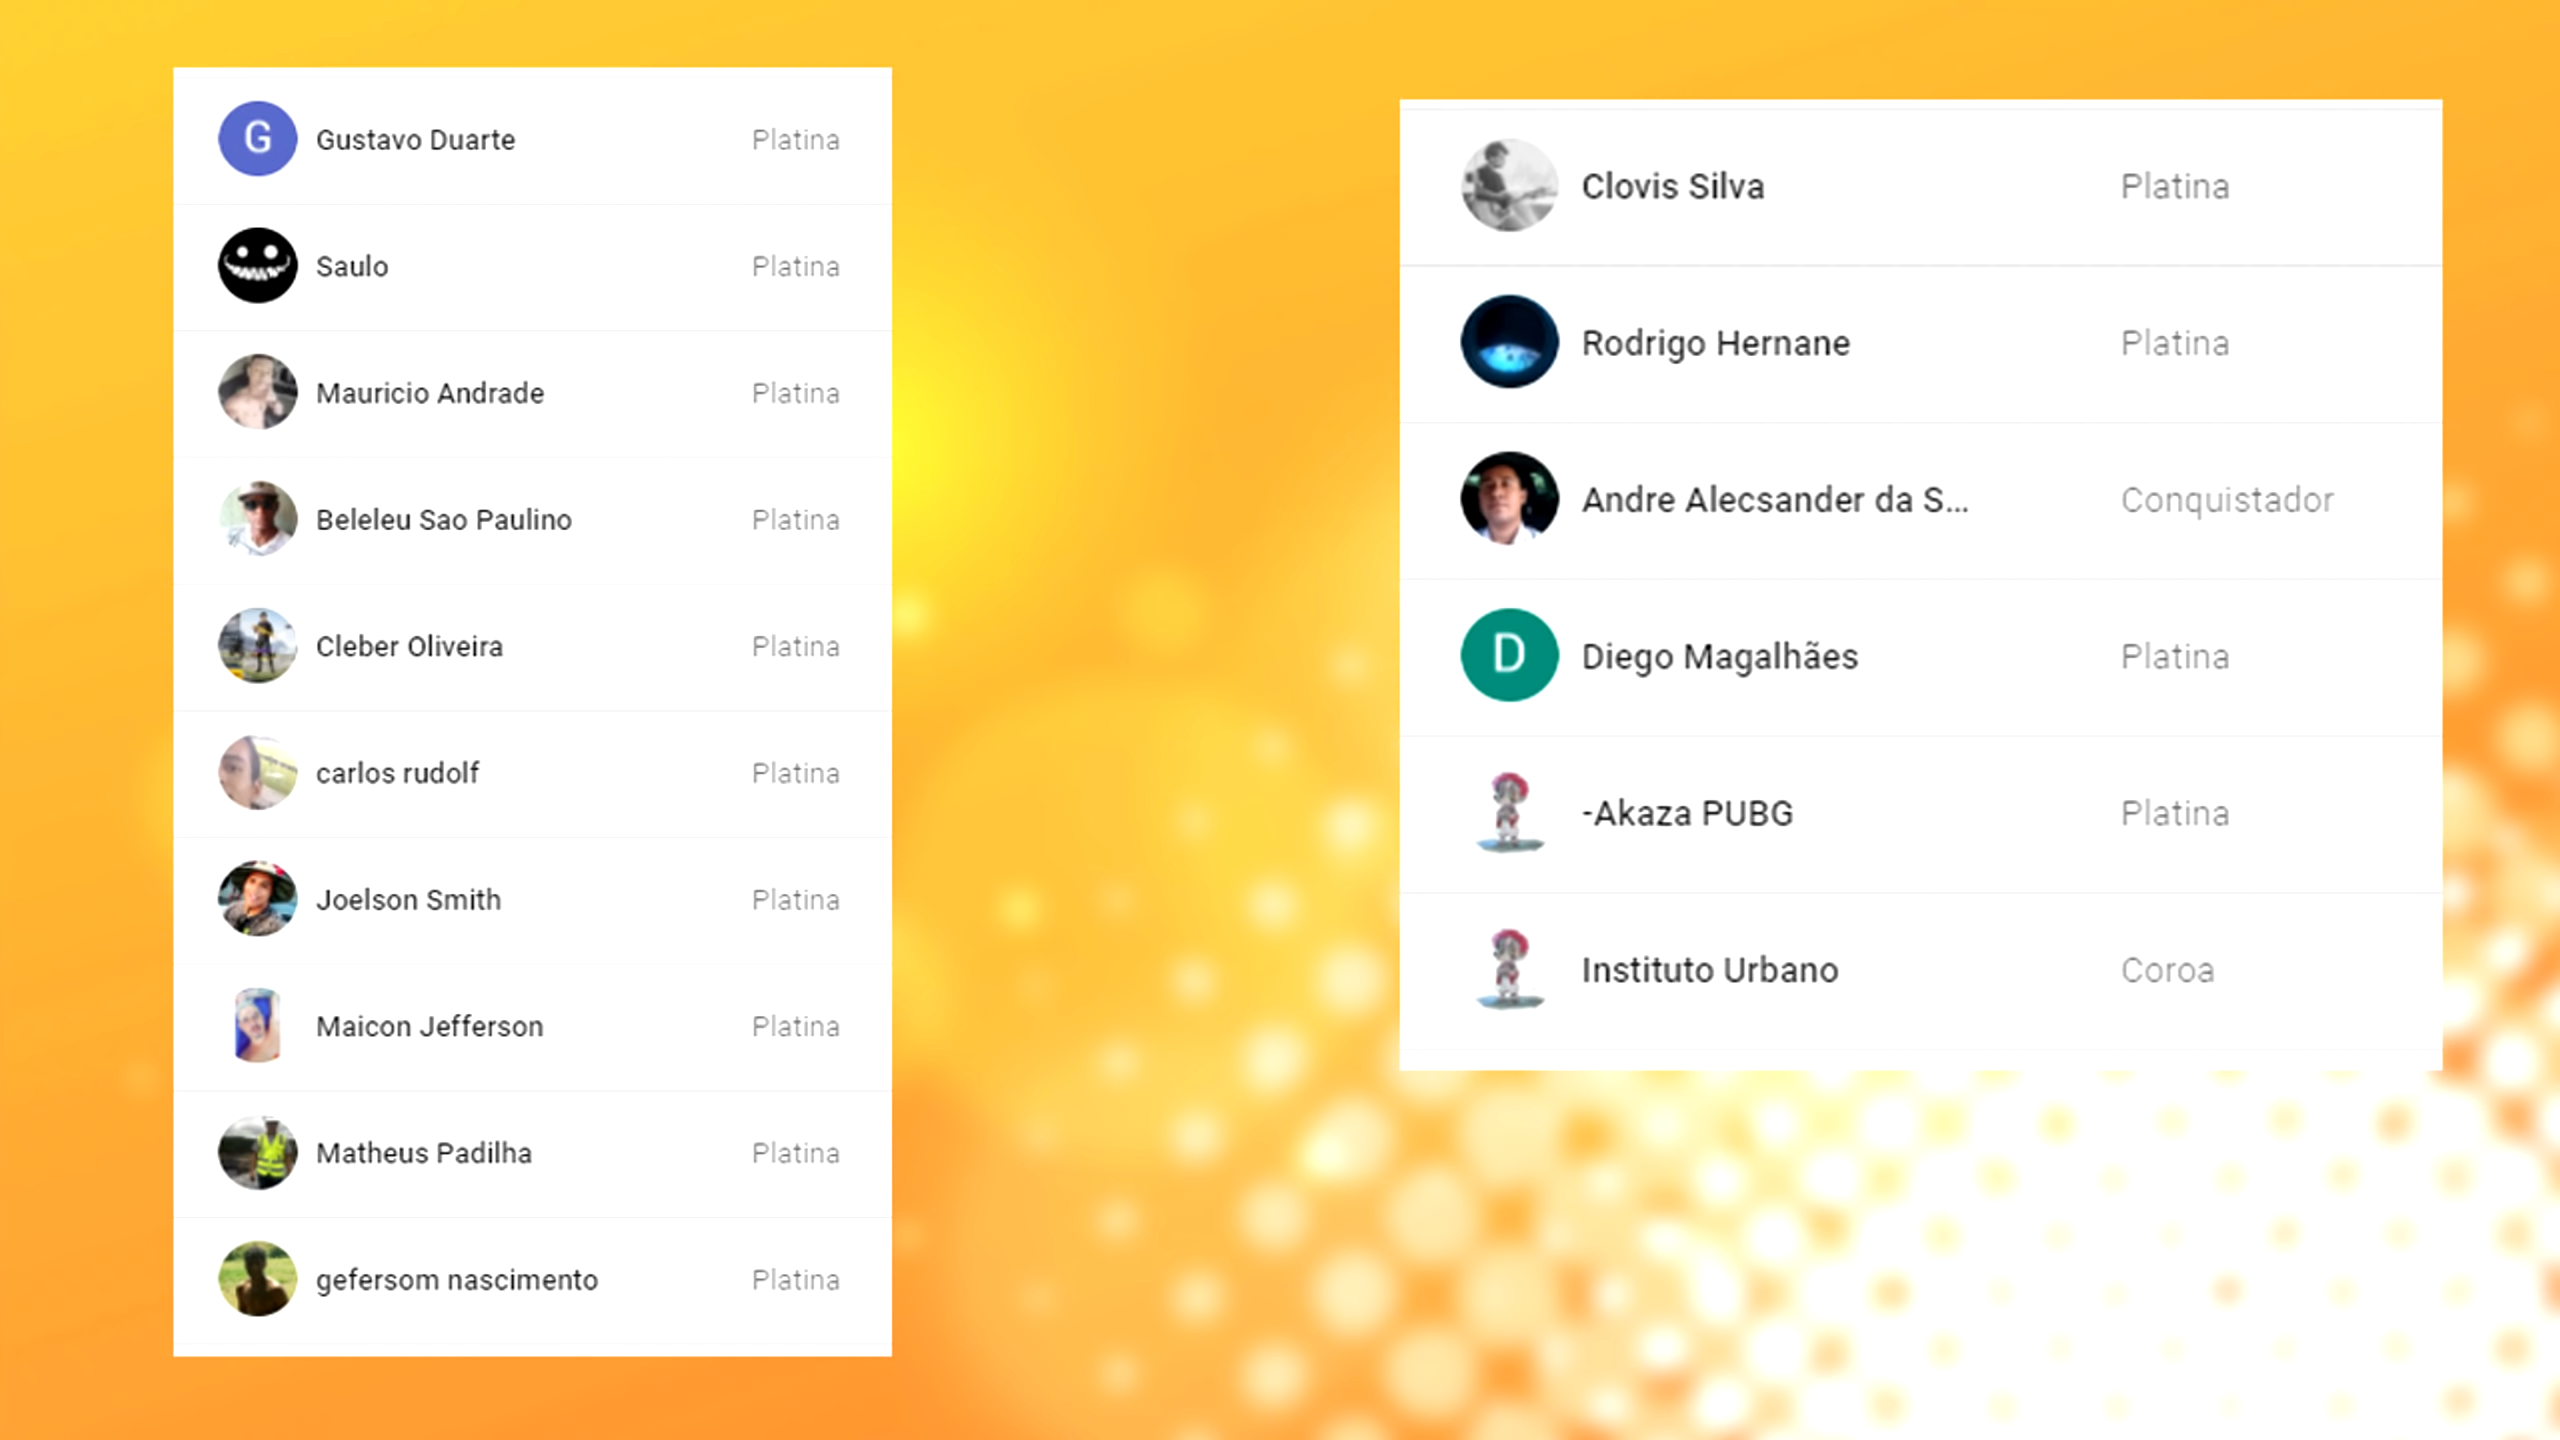 G Gustavo Duarte Platina
Saulo Platina
Mauricio Andrade Platina
Beleleu Sao Paulino Platina
Cleber Oliveira Platina
carlos rudolf Platina
Joelson Smith Platina
Maicon Jefferson Platina
Matheus Padilha Platina
gefersom nascimento Platina
Clovis Silva Platina
Rodrigo Hernane Platina
Andre Alecsander da S... Conquistador
D Diego Magalhães Platina
-Akaza PUBG Platina
Instituto Urbano Coroa